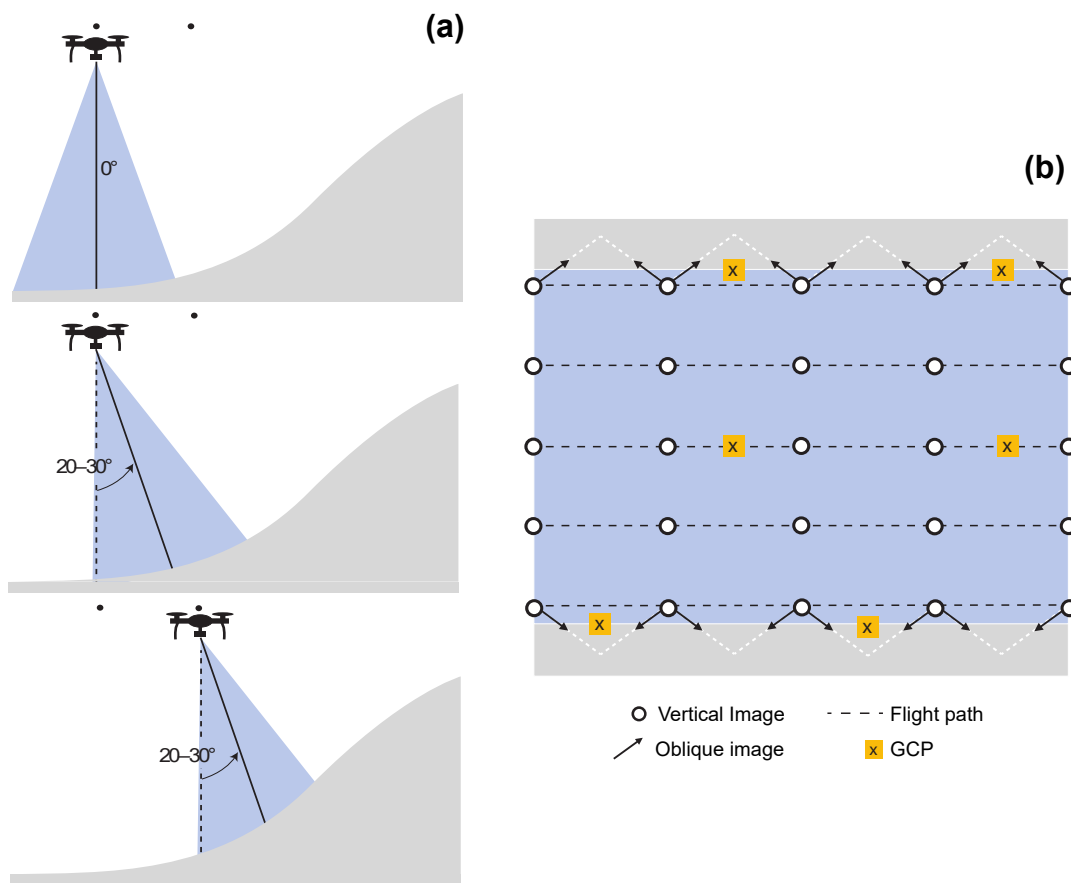 (a)
0°
20–30°
20–30°
(b)
x
x
x
x
x
x
Vertical Image
Flight path
Oblique image
x
GCP